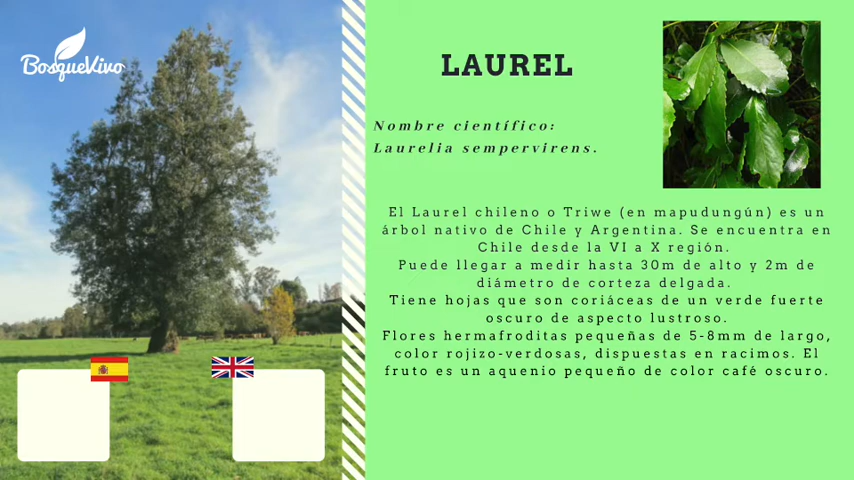 BosqueVivo
LAUREL
Nombre científico:
Laurelia sempervirens.
El Laurel chileno o Triwe (en mapudungún) es un
árbol nativo de Chile y Argentina. Se encuentra en
Chile desde la VI a X región.
Puede llegar a medir hasta 30m de alto y 2m de
diámetro de corteza delgada.
Tiene hojas que son coriáceas de un verde fuerte
oscuro de aspecto lustroso.
Flores hermafroditas pequeñas de 5-8mm de largo,
color rojizo-verdosas, dispuestas en racimos. El
fruto es un aquenio pequeño de color café oscuro.